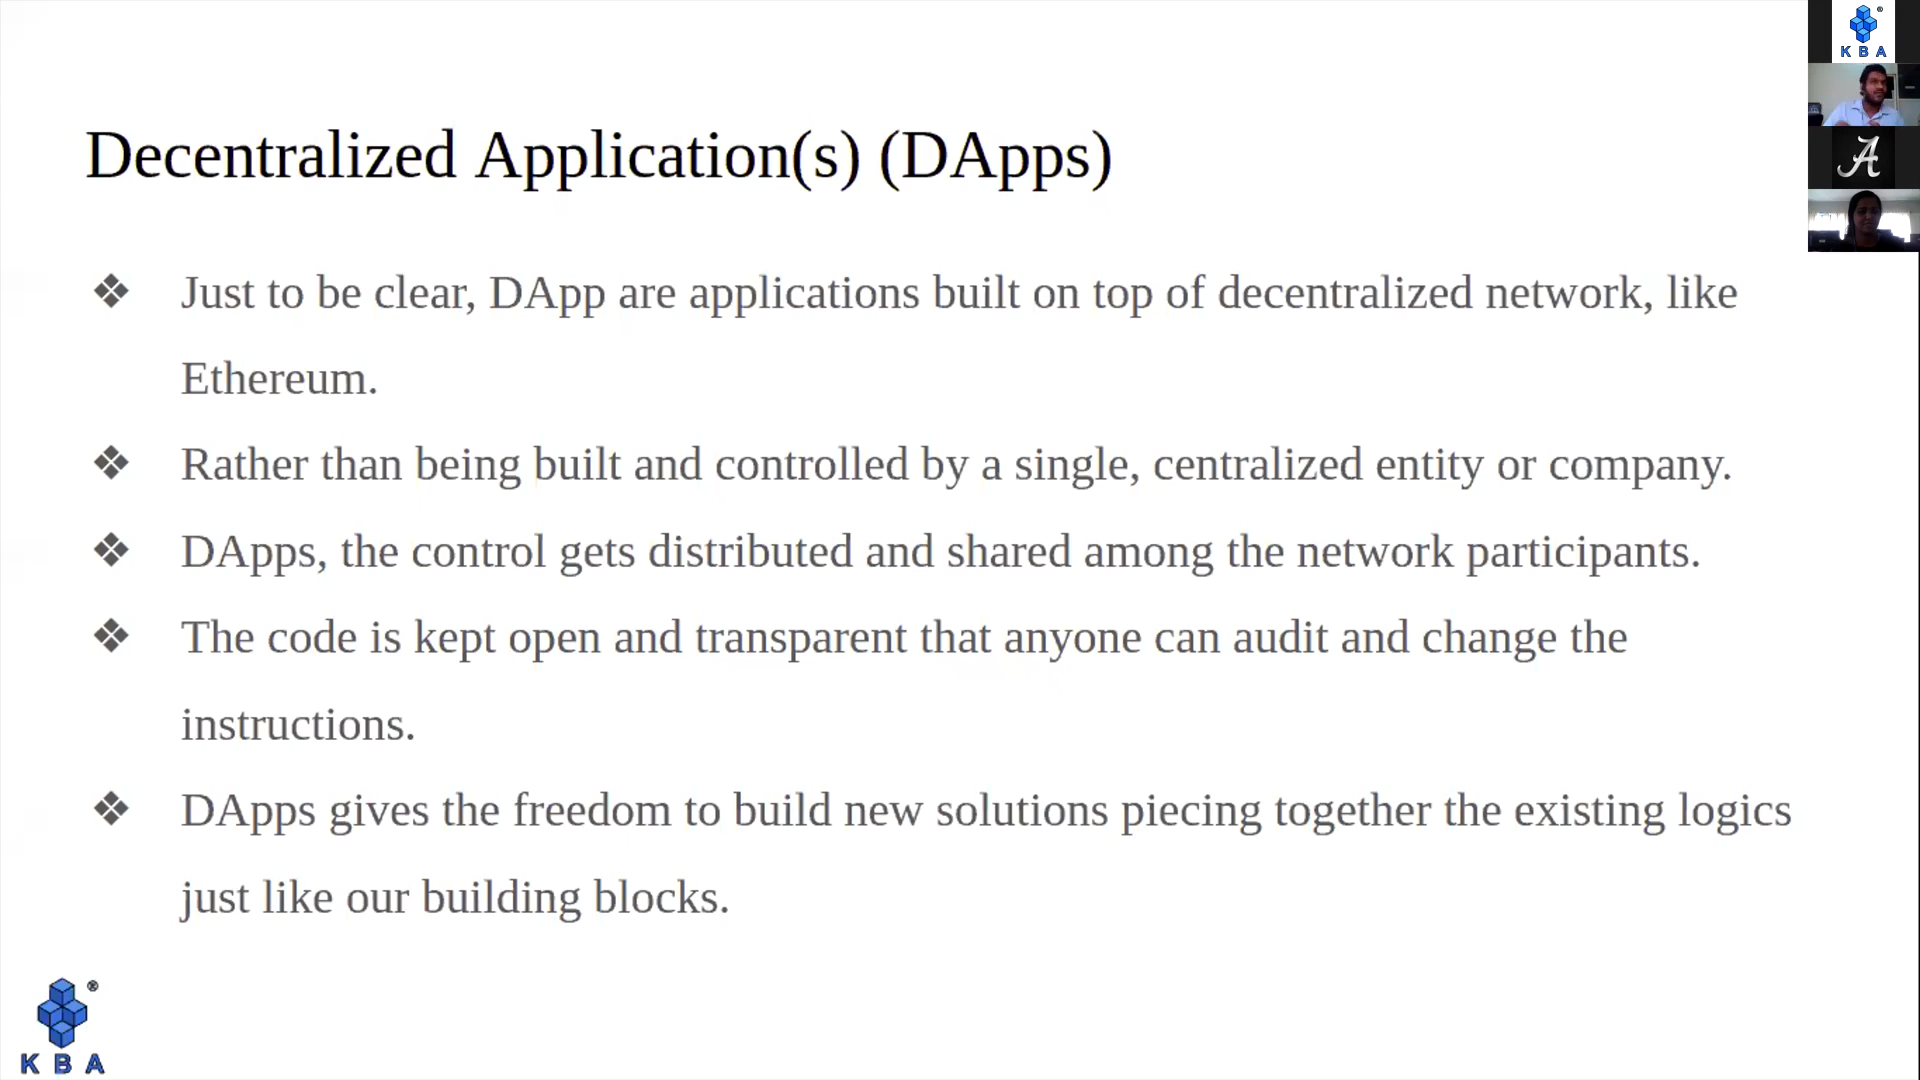 Decentralized Application(s) (DApps)
❖ Just to be clear, DApp are applications built on top of decentralized network, like
Ethereum.
❖ Rather than being built and controlled by a single, centralized entity or company.
❖ DApps, the control gets distributed and shared among the network participants.
❖ The code is kept open and transparent that anyone can audit and change the
instructions.
❖ DApps gives the freedom to build new solutions piecing together the existing logics
just like our building blocks.
®
K B A
®
K B A
A